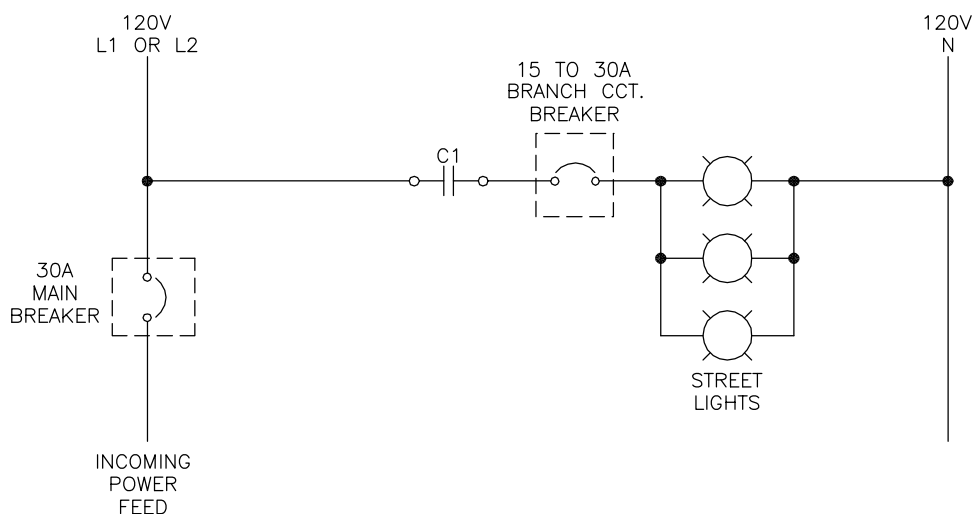 120V
L1 OR L2
120V
N
15 TO 30A
BRANCH CCT.
BREAKER
C1
30A
MAIN
BREAKER
STREET
LIGHTS
INCOMING
POWER
FEED